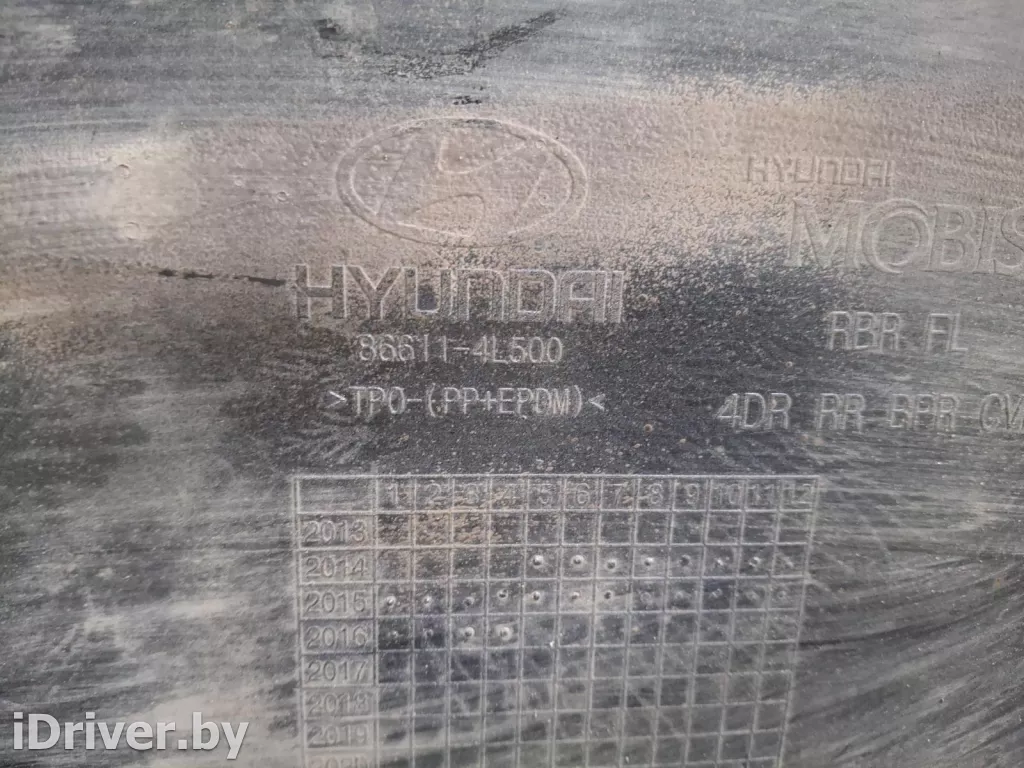 HYUNDAI
MOBIS
HYUNDAI
86611-4L500
>TPO-(PP+EPDM)<
RBR FL
4DR RR BPR
1 2 3 4 5 6 7 8 9 10 11 12
2013
2014
2015
2016
2017
2018
2019
iDriver.by